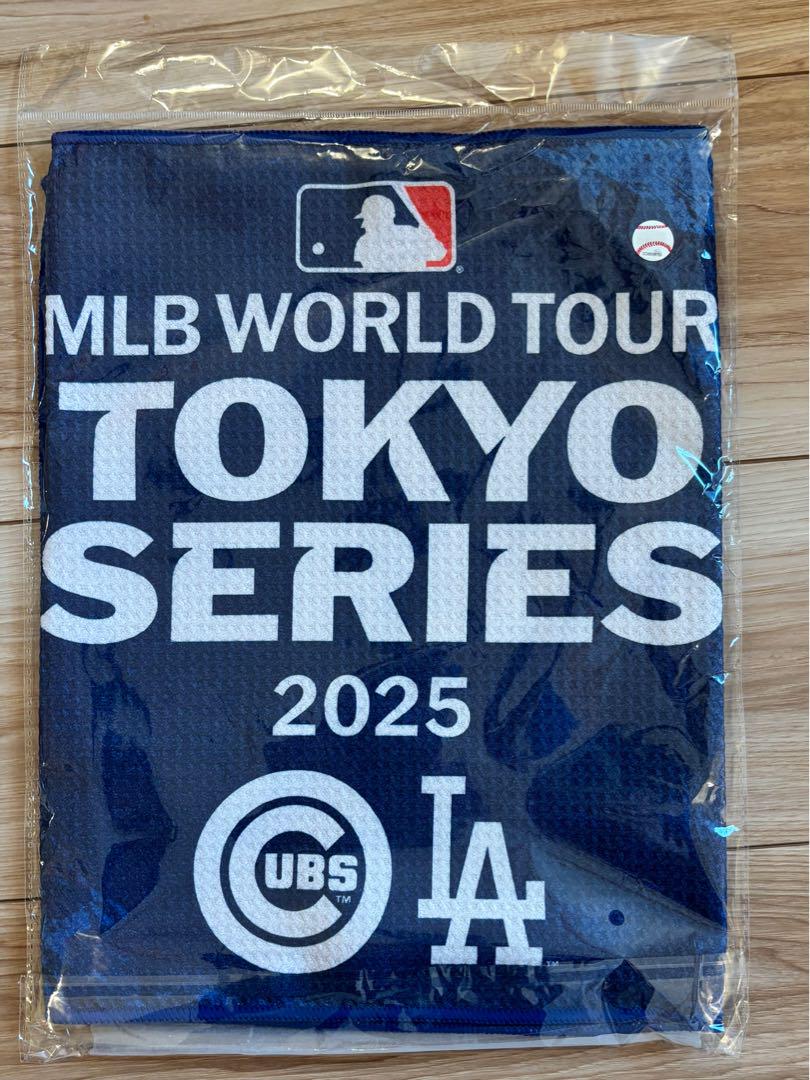 MLB WORLD TOUR
TOKYO
SERIES
2025
CUBS LA